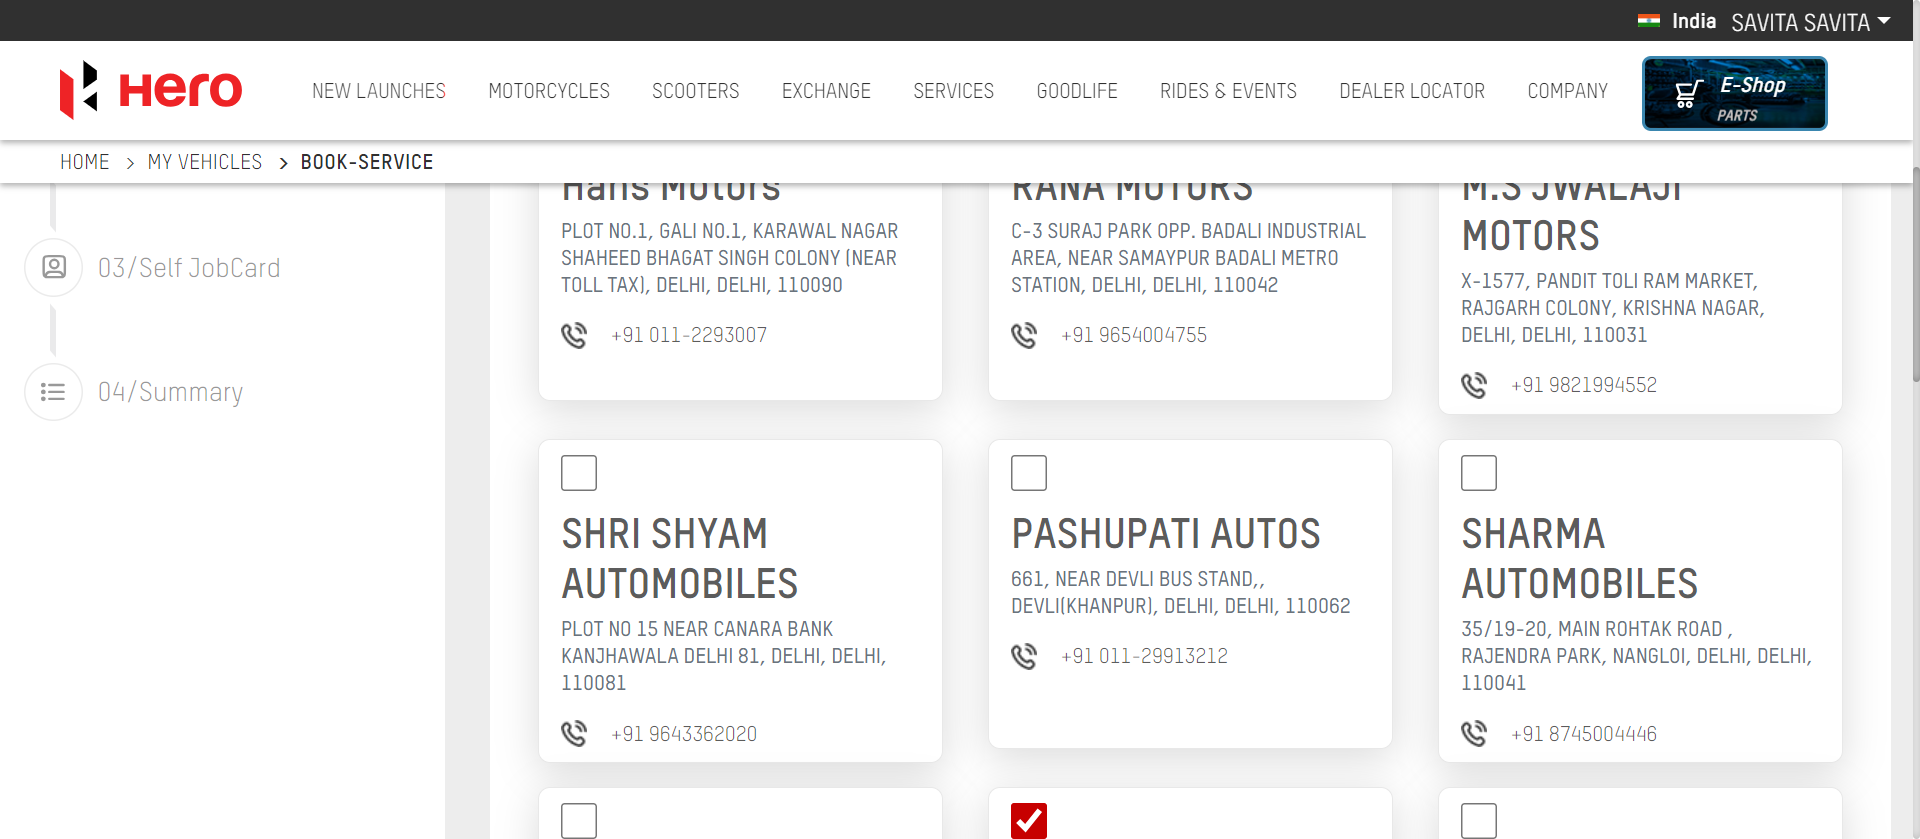 India SAVITA SAVITA
Hero
NEW LAUNCHES MOTORCYCLES SCOOTERS EXCHANGE SERVICES GOODLIFE RIDES & EVENTS DEALER LOCATOR COMPANY
E-Shop
PARTS
HOME > MY VEHICLES > BOOK-SERVICE
03/Self JobCard
04/Summary
Hans Motors
PLOT NO.1, GALI NO.1, KARAWAL NAGAR
SHAHEED BHAGAT SINGH COLONY (NEAR
TOLL TAX), DELHI, DELHI, 110090
+91 011-2293007
RANA MOTORS
C-3 SURAJ PARK OPP. BADALI INDUSTRIAL
AREA, NEAR SAMAYPUR BADALI METRO
STATION, DELHI, DELHI, 110042
+91 9654004755
M.S JWALAJI
MOTORS
X-1577, PANDIT TOLI RAM MARKET,
RAJGARH COLONY, KRISHNA NAGAR,
DELHI, DELHI, 110031
+91 9821994552
SHRI SHYAM
AUTOMOBILES
PLOT NO 15 NEAR CANARA BANK
KANJHAWALA DELHI 81, DELHI, DELHI,
110081
+91 9643362020
PASHUPATI AUTOS
661, NEAR DEVLI BUS STAND,,
DEVLI(KHANPUR), DELHI, DELHI, 110062
+91 011-29913212
SHARMA
AUTOMOBILES
35/19-20, MAIN ROHTAK ROAD ,
RAJENDRA PARK, NANGLOI, DELHI, DELHI,
110041
+91 8745004446